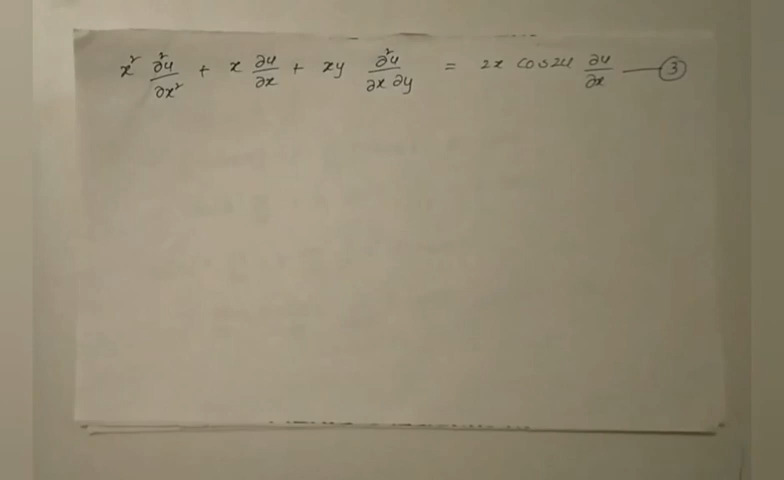 x² ∂²u/∂x² + x ∂u/∂x + xy ∂²u/∂x ∂y = 2x cos2u ∂u/∂x —③